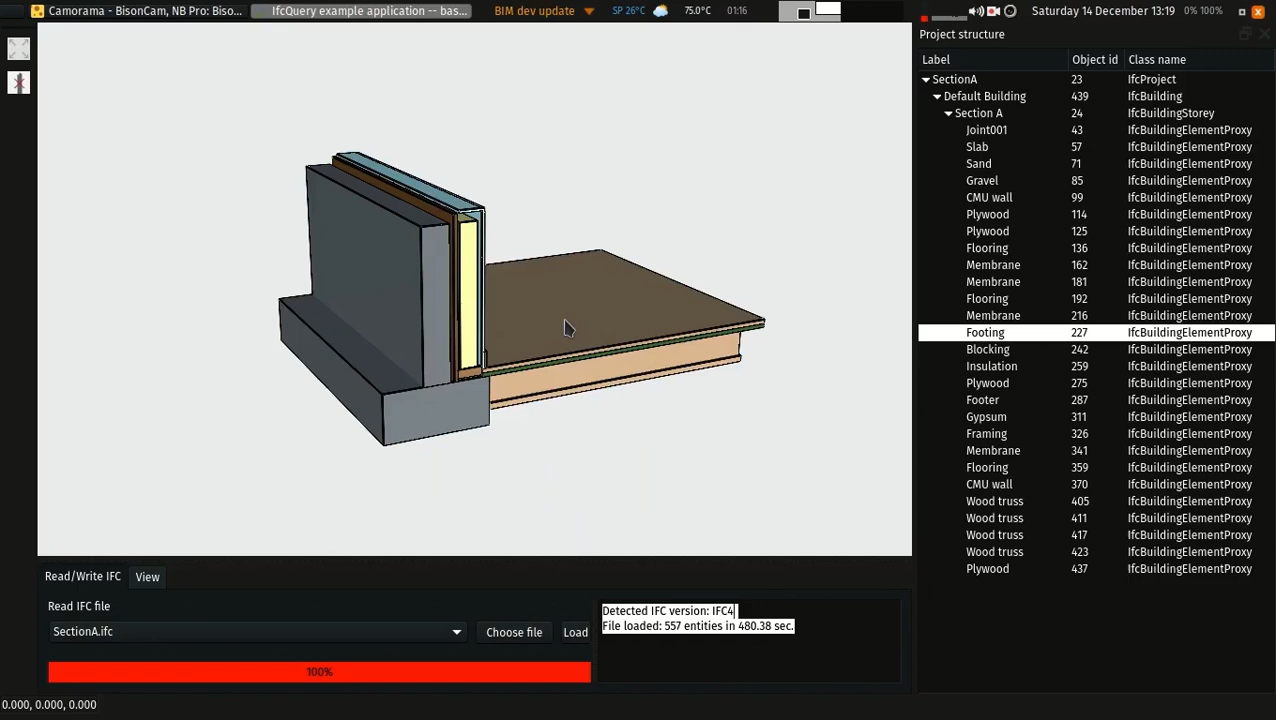 Camorama - BisonCam, NB Pro: Biso...
IfcQuery example application -- bas...
BIM dev update
SP 26°C
75.0°C
01:16
Saturday 14 December 13:19
0% 100%
Project structure
Label Object id Class name
SectionA 23 IfcProject
Default Building 439 IfcBuilding
Section A 24 IfcBuildingStorey
Joint001 43 IfcBuildingElementProxy
Slab 57 IfcBuildingElementProxy
Sand 71 IfcBuildingElementProxy
Gravel 85 IfcBuildingElementProxy
CMU wall 99 IfcBuildingElementProxy
Plywood 114 IfcBuildingElementProxy
Plywood 125 IfcBuildingElementProxy
Flooring 136 IfcBuildingElementProxy
Membrane 162 IfcBuildingElementProxy
Membrane 181 IfcBuildingElementProxy
Flooring 192 IfcBuildingElementProxy
Membrane 216 IfcBuildingElementProxy
Footing 227 IfcBuildingElementProxy
Blocking 242 IfcBuildingElementProxy
Insulation 259 IfcBuildingElementProxy
Plywood 275 IfcBuildingElementProxy
Footer 287 IfcBuildingElementProxy
Gypsum 311 IfcBuildingElementProxy
Framing 326 IfcBuildingElementProxy
Membrane 341 IfcBuildingElementProxy
Flooring 359 IfcBuildingElementProxy
CMU wall 370 IfcBuildingElementProxy
Wood truss 405 IfcBuildingElementProxy
Wood truss 411 IfcBuildingElementProxy
Wood truss 417 IfcBuildingElementProxy
Wood truss 423 IfcBuildingElementProxy
Plywood 437 IfcBuildingElementProxy
Read/Write IFC
View
Read IFC file
SectionA.ifc
Choose file
Load
100%
Detected IFC version: IFC4
File loaded: 557 entities in 480.38 sec.
0.000, 0.000, 0.000